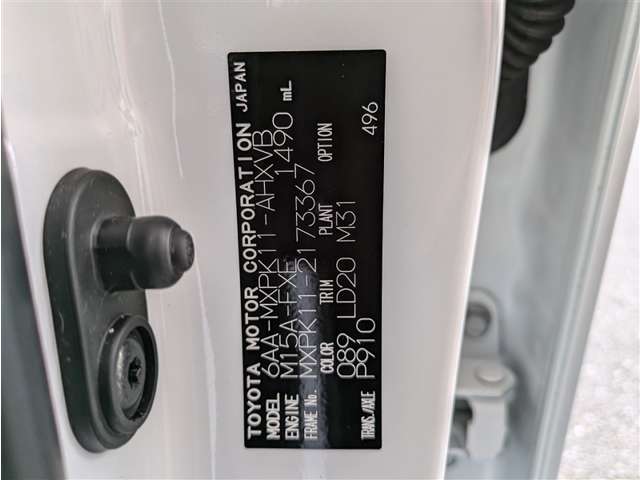 TOYOTA MOTOR CORPORATION JAPAN
MODEL 6AA-MXPK11-AHXVB
ENGINE M15A-FXE 1490 mL
FRAME No. MXPK11-2173367
COLOR TRIM PLANT OPTION
089 LD20 M31 496
TRANS./AXLE P910